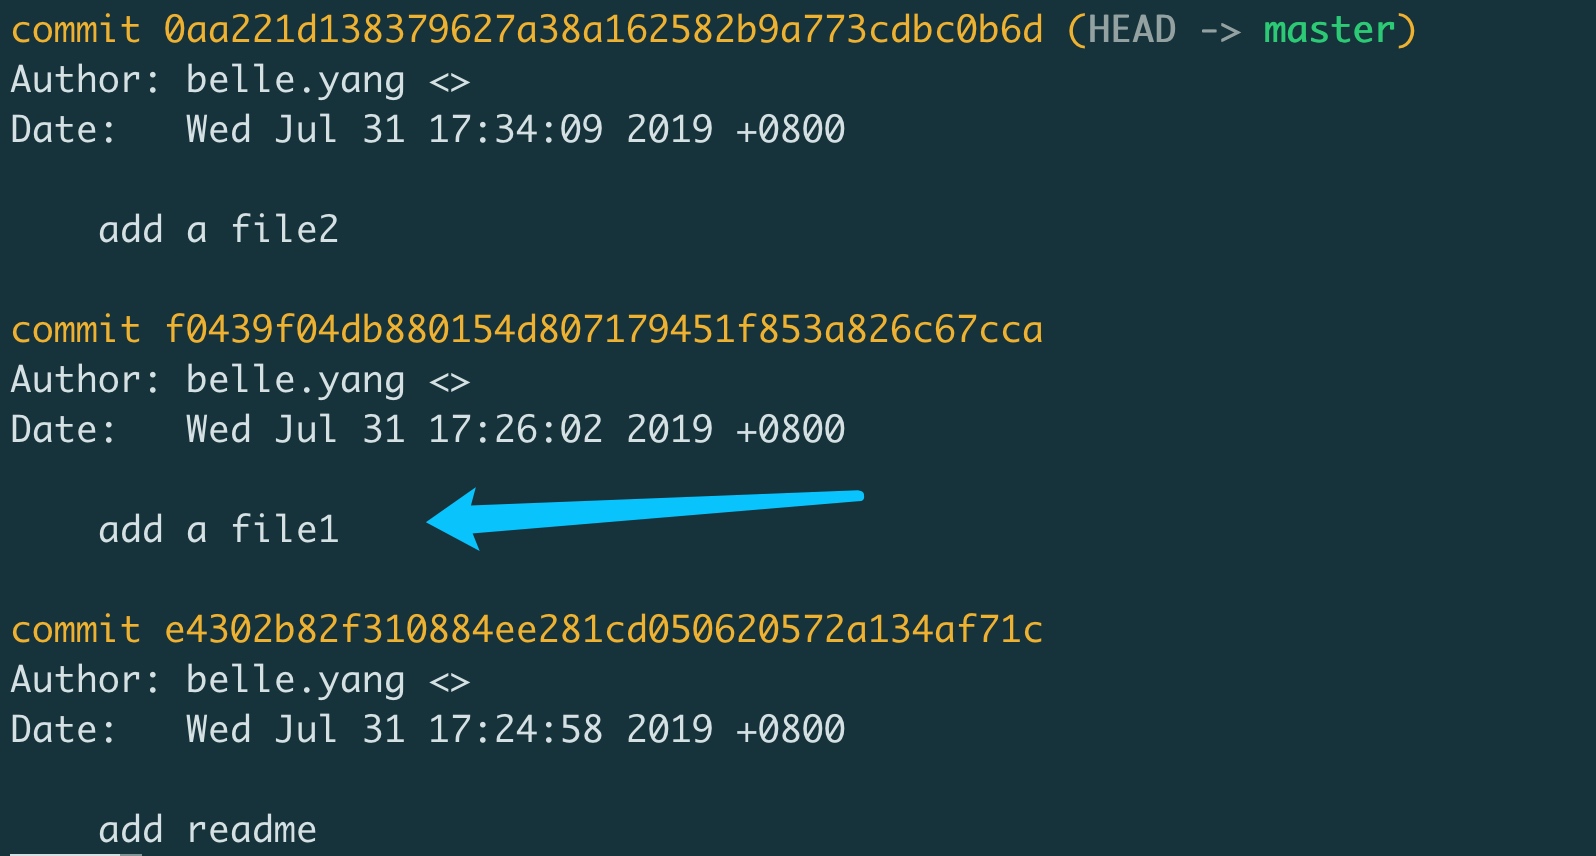 commit 0aa221d138379627a38a162582b9a773cdbc0b6d (HEAD -> master)
Author: belle.yang <>
Date:   Wed Jul 31 17:34:09 2019 +0800
add a file2
commit f0439f04db880154d807179451f853a826c67cca
Author: belle.yang <>
Date:   Wed Jul 31 17:26:02 2019 +0800
add a file1
commit e4302b82f310884ee281cd050620572a134af71c
Author: belle.yang <>
Date:   Wed Jul 31 17:24:58 2019 +0800
add readme